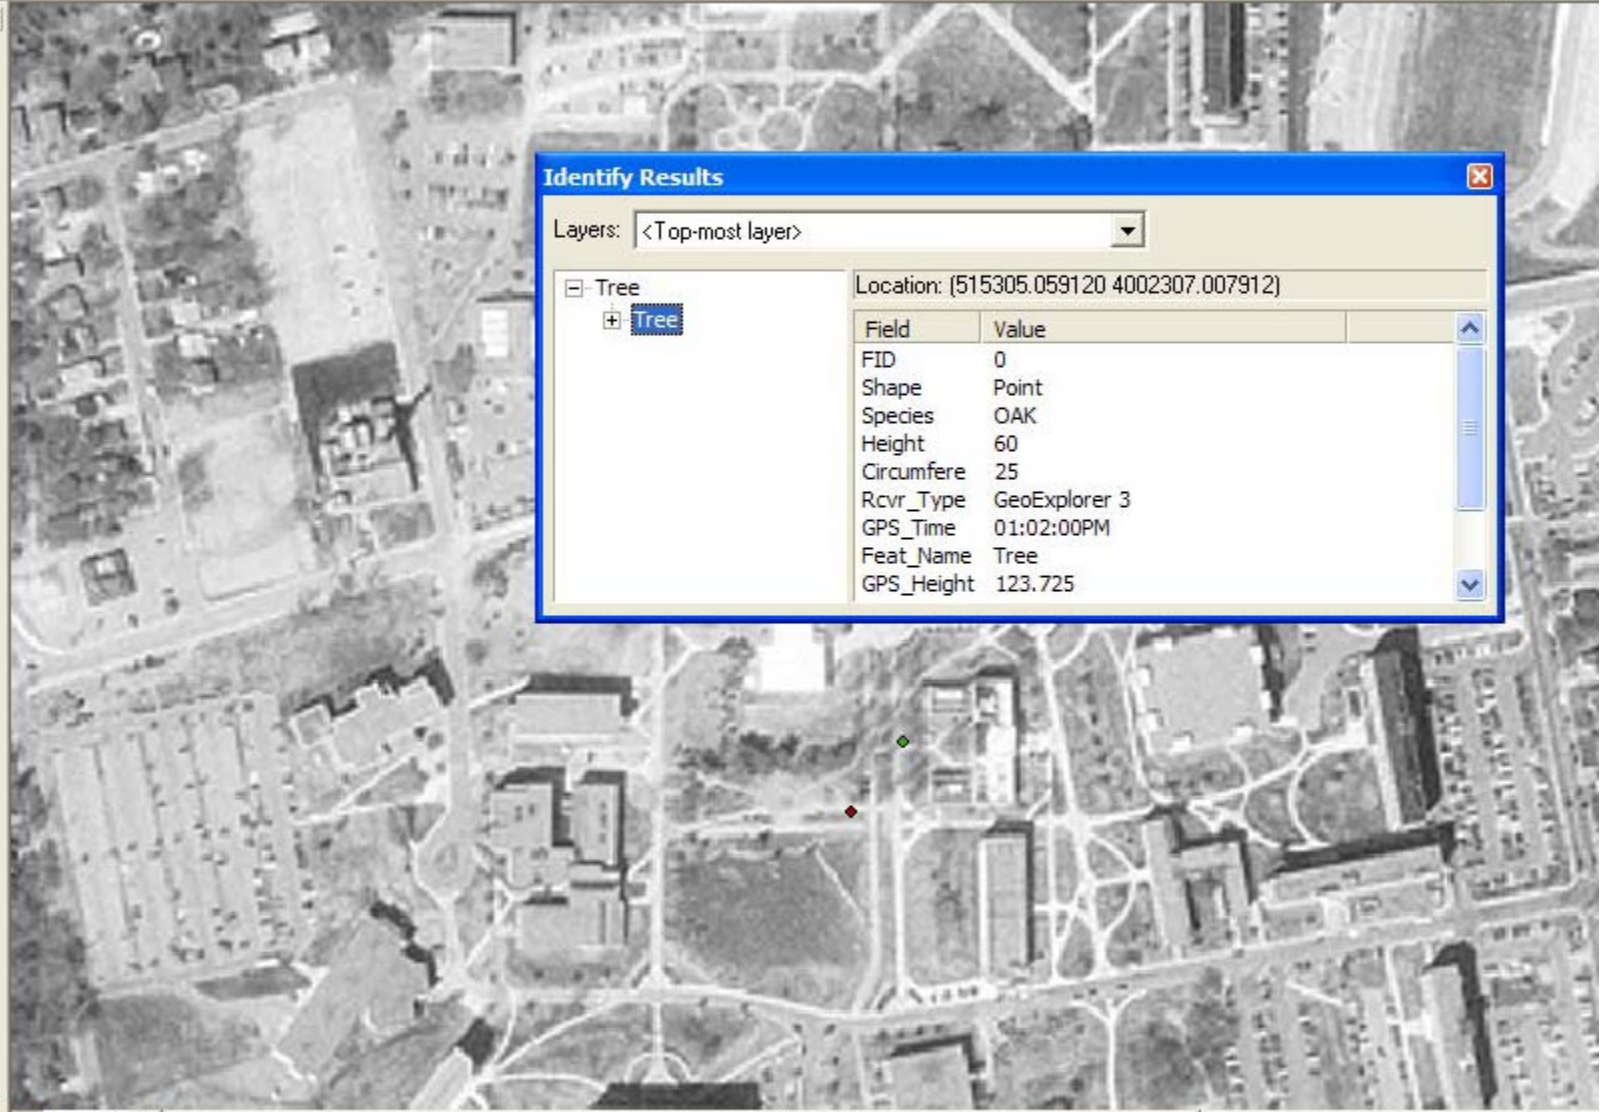 Identify Results
Layers: <Top-most layer>
Tree
Tree
Location: (515305.059120 4002307.007912)
Field Value
FID 0
Shape Point
Species OAK
Height 60
Circumfere 25
Rcvr_Type GeoExplorer 3
GPS_Time 01:02:00PM
Feat_Name Tree
GPS_Height 123.725